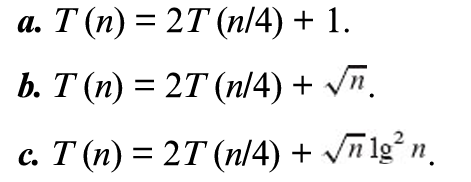 a. T (n) = 2T (n/4) + 1.
b. T (n) = 2T (n/4) + √n.
c. T (n) = 2T (n/4) + √n lg² n.